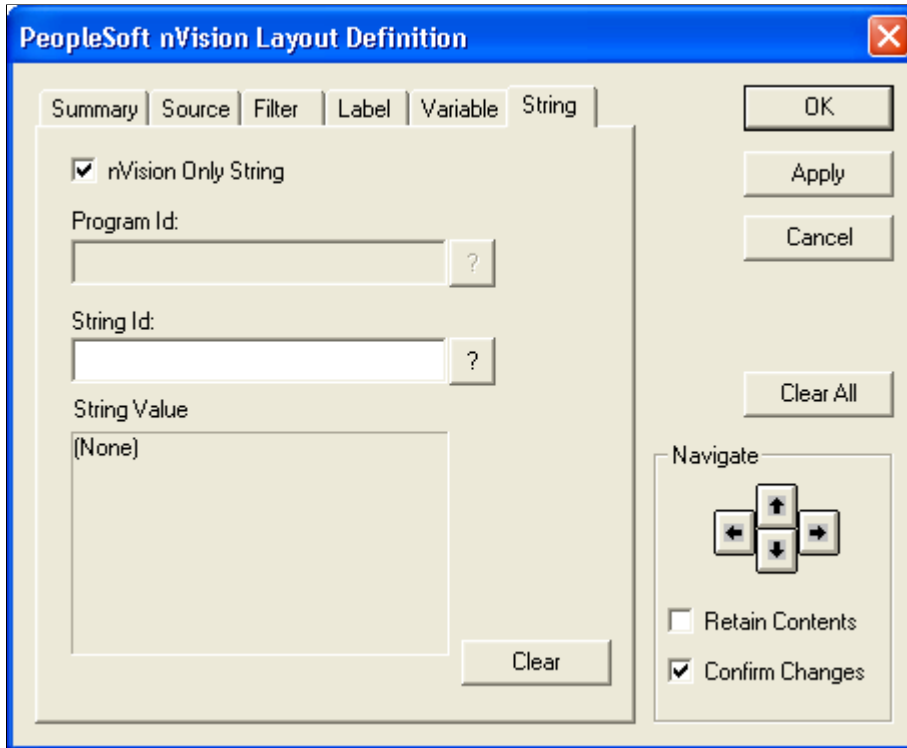 PeopleSoft nVision Layout Definition
Summary Source Filter Label Variable String
nVision Only String
Program Id:
?
String Id:
?
String Value
(None)
Clear
OK
Apply
Cancel
Clear All
Navigate
Retain Contents
Confirm Changes